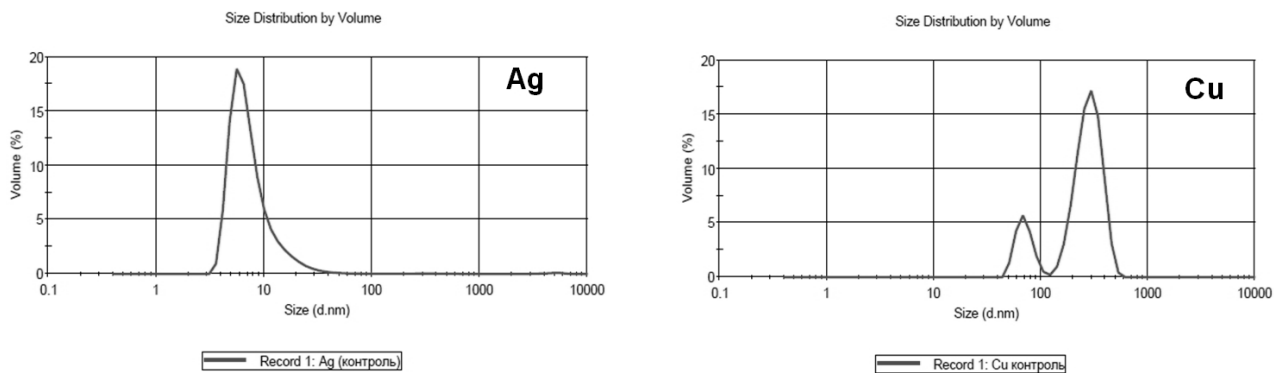 Size Distribution by Volume
Ag
Volume (%)
20
15
10
5
0
0.1 1 10 100 1000 10000
Size (d.nm)
Record 1: Ag (контроль)
Size Distribution by Volume
Cu
Volume (%)
20
15
10
5
0
0.1 1 10 100 1000 10000
Size (d.nm)
Record 1: Cu контроль